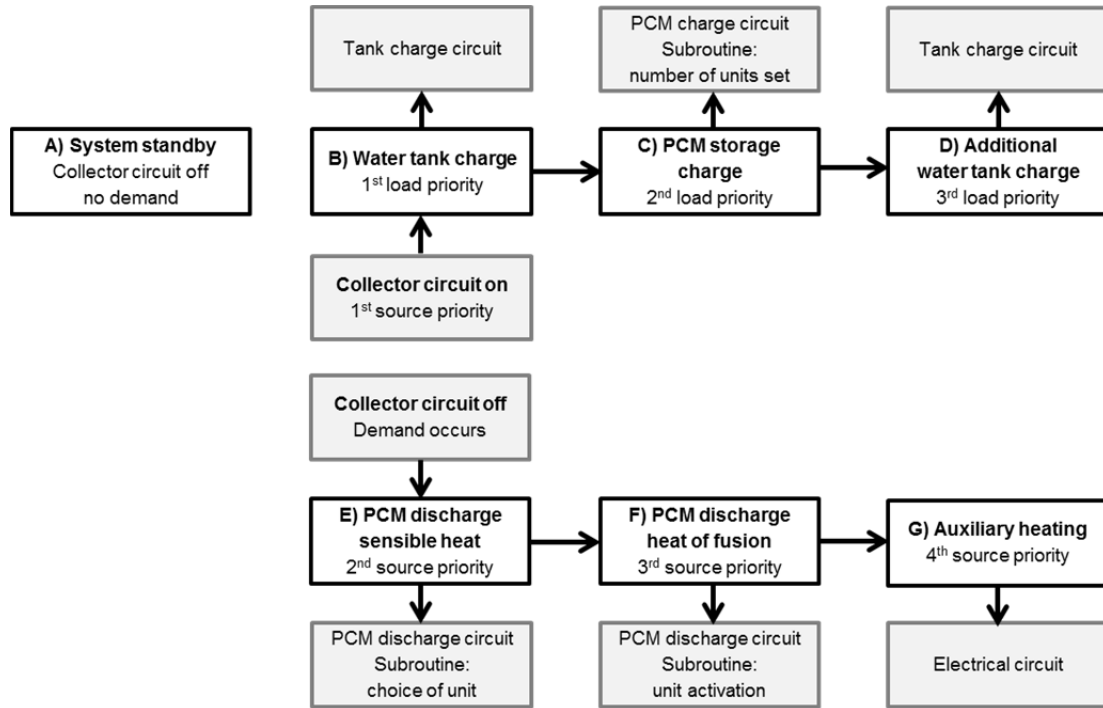 Tank charge circuit
PCM charge circuit
Subroutine:
number of units set
Tank charge circuit
A) System standby
Collector circuit off
no demand
B) Water tank charge
1st load priority
C) PCM storage
charge
2nd load priority
D) Additional
water tank charge
3rd load priority
Collector circuit on
1st source priority
Collector circuit off
Demand occurs
E) PCM discharge
sensible heat
2nd source priority
F) PCM discharge
heat of fusion
3rd source priority
G) Auxiliary heating
4th source priority
PCM discharge circuit
Subroutine:
choice of unit
PCM discharge circuit
Subroutine:
unit activation
Electrical circuit